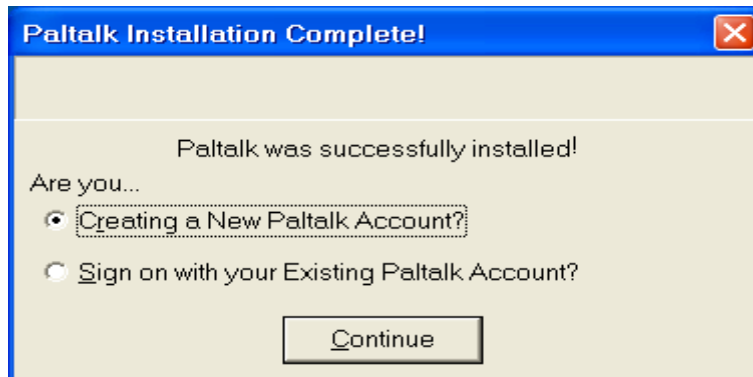 Paltalk Installation Complete!
Paltalk was successfully installed!
Are you...
Creating a New Paltalk Account?
Sign on with your Existing Paltalk Account?
Continue